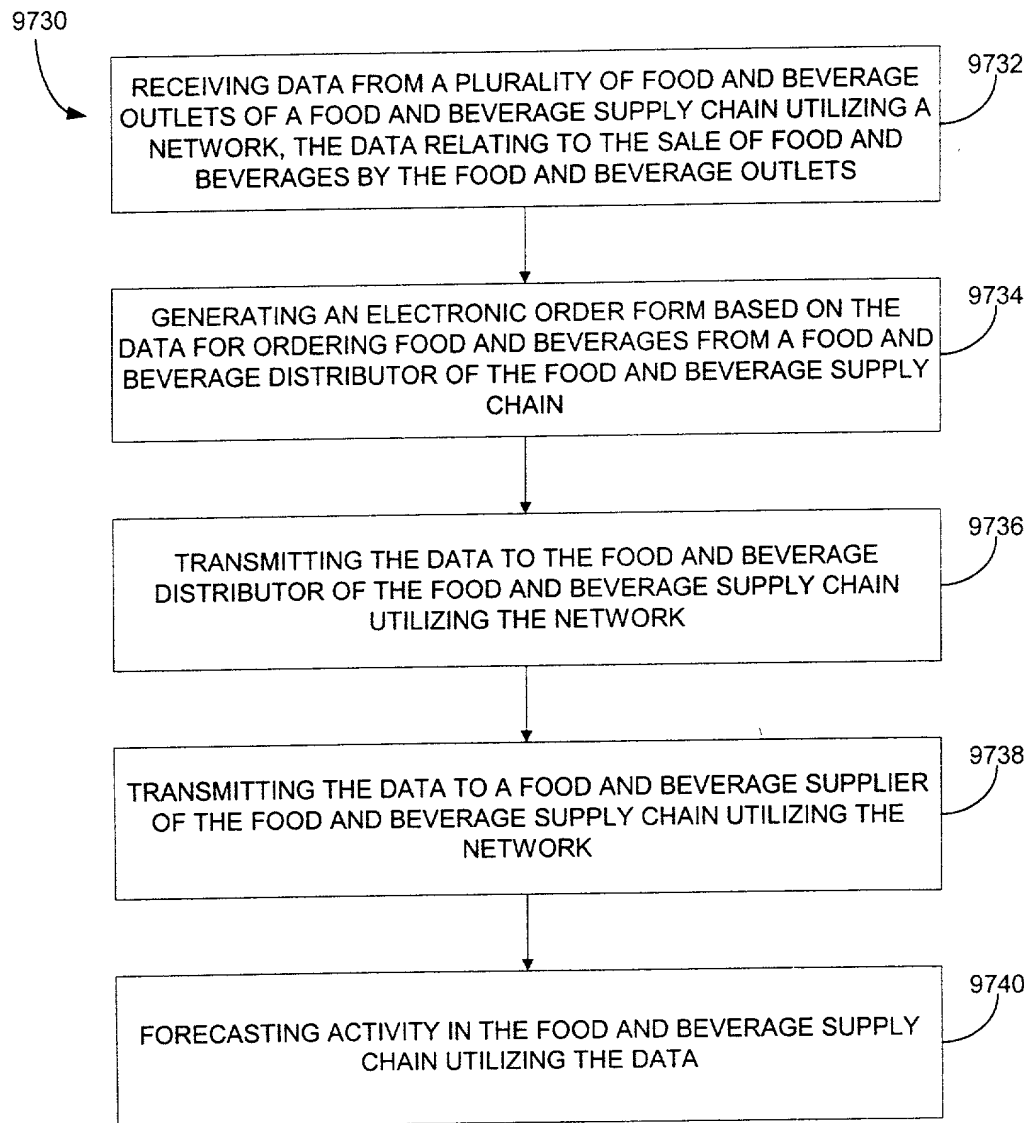 9730
RECEIVING DATA FROM A PLURALITY OF FOOD AND BEVERAGE
OUTLETS OF A FOOD AND BEVERAGE SUPPLY CHAIN UTILIZING A
NETWORK, THE DATA RELATING TO THE SALE OF FOOD AND
BEVERAGES BY THE FOOD AND BEVERAGE OUTLETS
9732
GENERATING AN ELECTRONIC ORDER FORM BASED ON THE
DATA FOR ORDERING FOOD AND BEVERAGES FROM A FOOD AND
BEVERAGE DISTRIBUTOR OF THE FOOD AND BEVERAGE SUPPLY
CHAIN
9734
TRANSMITTING THE DATA TO THE FOOD AND BEVERAGE
DISTRIBUTOR OF THE FOOD AND BEVERAGE SUPPLY CHAIN
UTILIZING THE NETWORK
9736
TRANSMITTING THE DATA TO A FOOD AND BEVERAGE SUPPLIER
OF THE FOOD AND BEVERAGE SUPPLY CHAIN UTILIZING THE
NETWORK
9738
FORECASTING ACTIVITY IN THE FOOD AND BEVERAGE SUPPLY
CHAIN UTILIZING THE DATA
9740